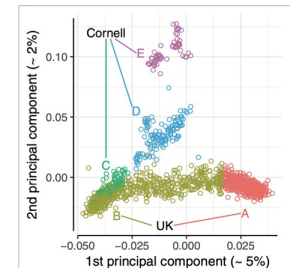 Cornell
E
D
C
B
UK
A
2nd principal component (~ 2%)
0.10
0.05
0.00
−0.050
−0.025
0.000
0.025
1st principal component (~ 5%)